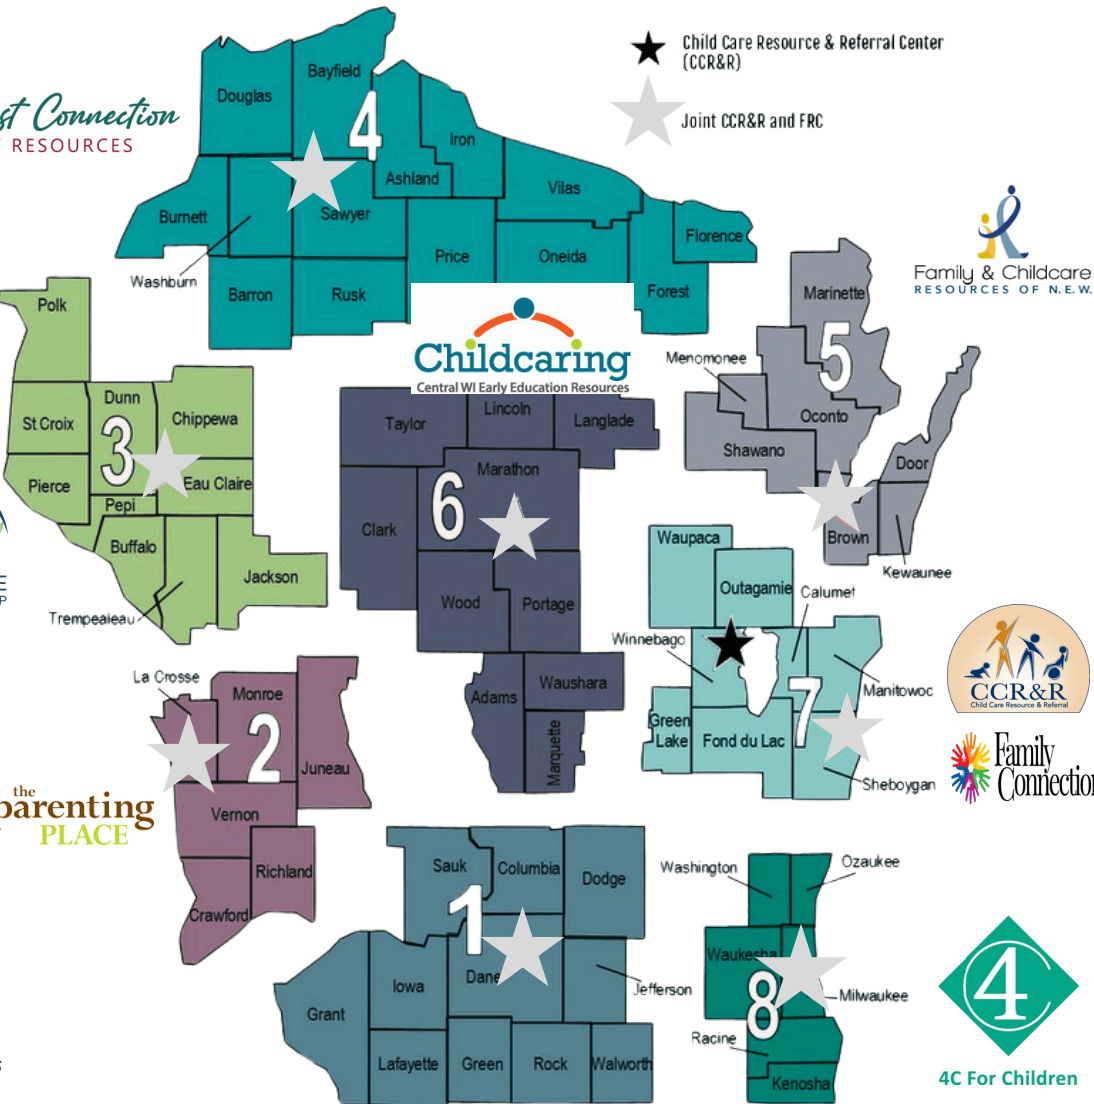 Child Care Resource & Referral Center
(CCR&R)
Joint CCR&R and FRC
st Connection
RESOURCES
4
Douglas
Bayfield
Iron
Ashland
Vilas
Burnett
Sawyer
Florence
Washburn
Price
Oneida
Forest
Barron
Rusk
Family & Childcare
RESOURCES OF N.E.W.
Childcaring
Central WI Early Education Resources
3
Polk
Dunn
Chippewa
St Croix
Pierce
Eau Claire
Pepi
Buffalo
Jackson
Trempealeau
6
Taylor
Lincoln
Langlade
Marathon
Clark
Wood
Portage
Adams
Waushara
Marquette
5
Marinette
Menomonee
Oconto
Shawano
Door
Brown
Kewaunee
E
P
7
Waupaca
Outagamie
Calumet
Winnebago
Manitowoc
Green
Lake
Fond du Lac
Sheboygan
CCR&R
Child Care Resource & Referral
Family
Connection
2
La Crosse
Monroe
Juneau
Vernon
Richland
Crawford
the
parenting
PLACE
1
Sauk
Columbia
Dodge
Dane
Jefferson
Iowa
Grant
Lafayette
Green
Rock
Walworth
8
Washington
Ozaukee
Waukesha
Milwaukee
Racine
Kenosha
4C
4C For Children
s